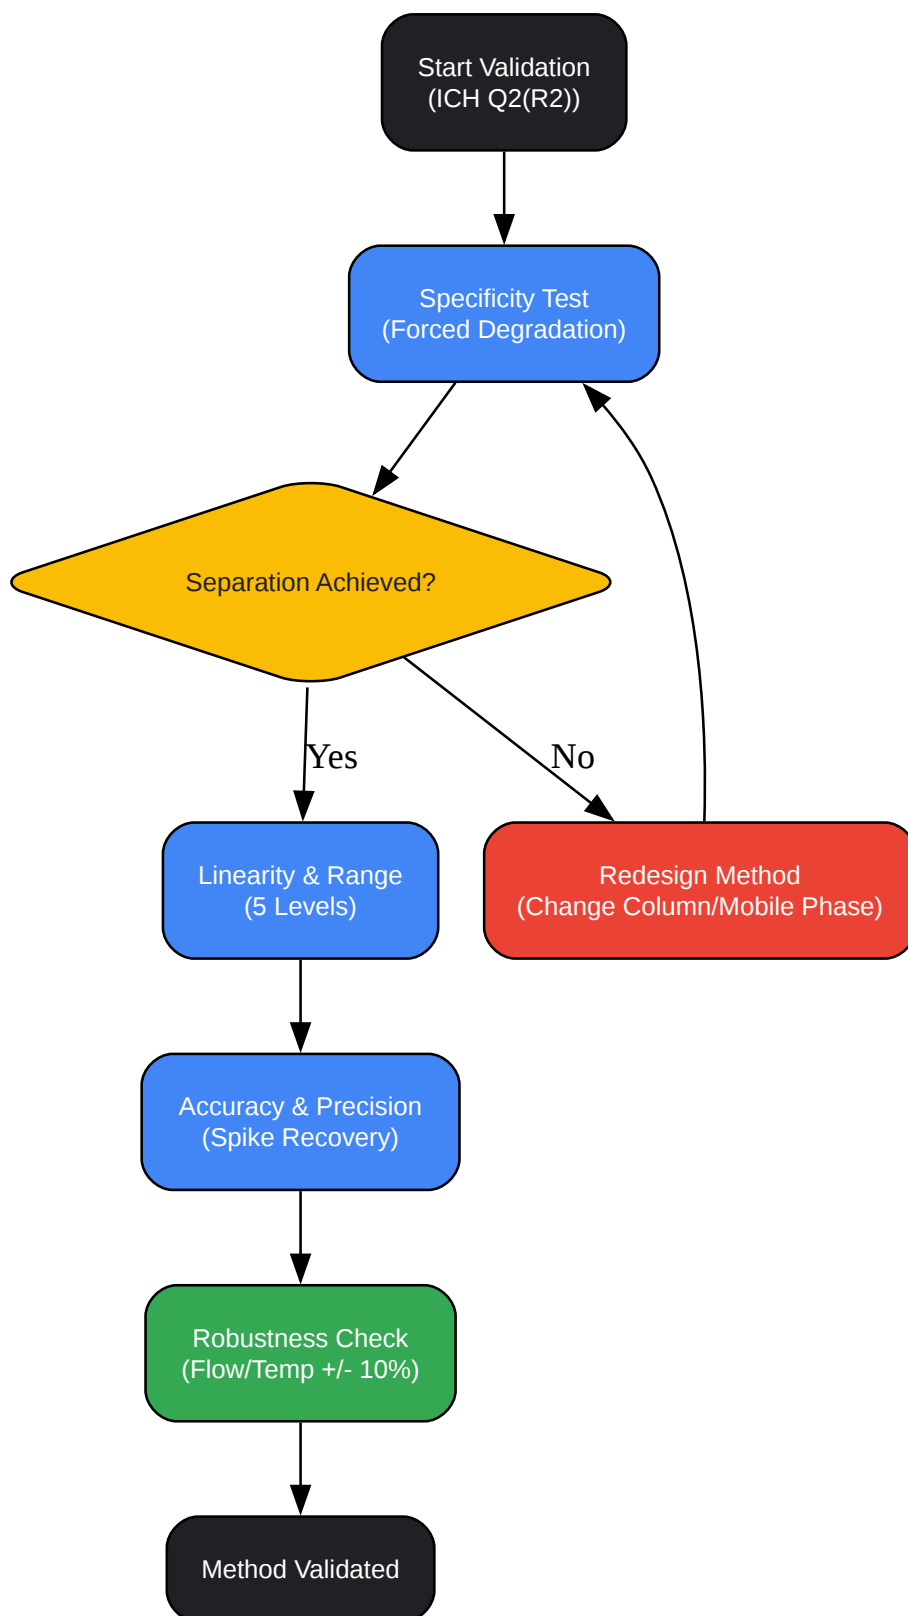 Start Validation
(ICH Q2(R2))
Specificity Test
(Forced Degradation)
Separation Achieved?
Yes
No
Linearity & Range
(5 Levels)
Redesign Method
(Change Column/Mobile Phase)
Accuracy & Precision
(Spike Recovery)
Robustness Check
(Flow/Temp +/- 10%)
Method Validated